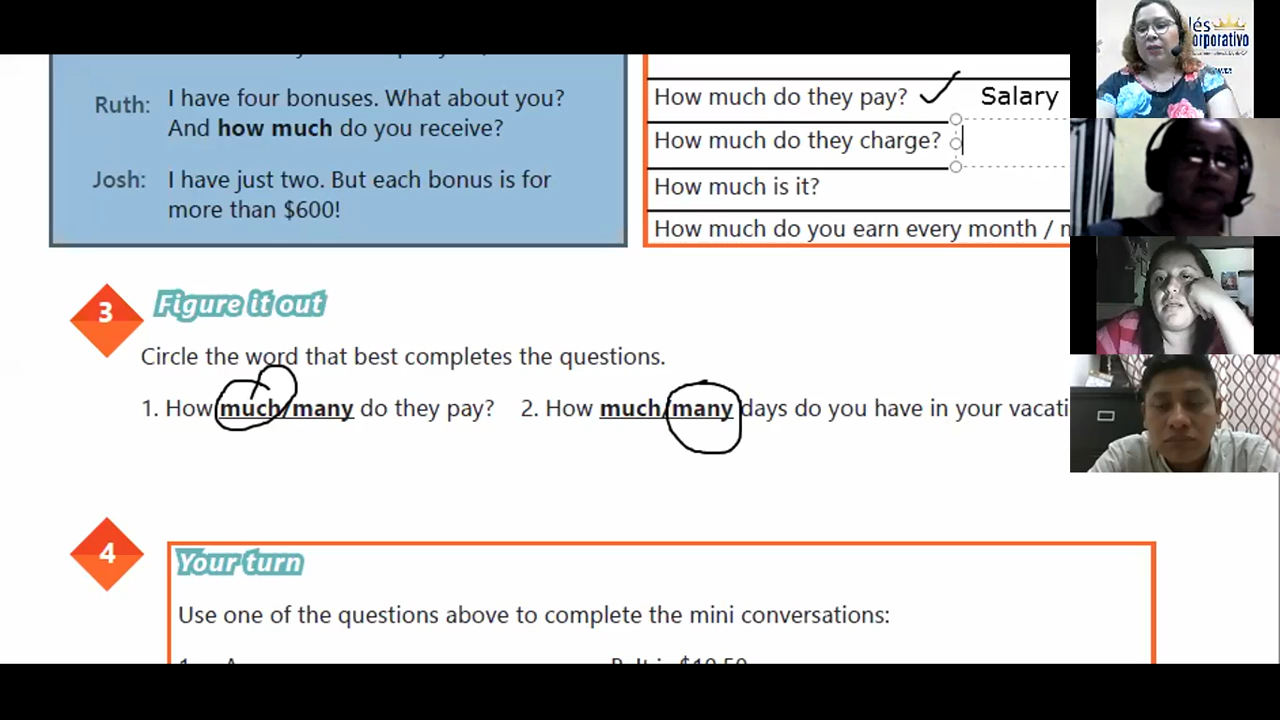 lés
orporativo
Ruth: I have four bonuses. What about you?
And how much do you receive?
Josh: I have just two. But each bonus is for
more than $600!
How much do they pay? Salary
How much do they charge?
How much is it?
How much do you earn every month /
3 Figure it out
Circle the word that best completes the questions.
1. How much/many do they pay? 2. How much/many days do you have in your vacati
4 Your turn
Use one of the questions above to complete the mini conversations: